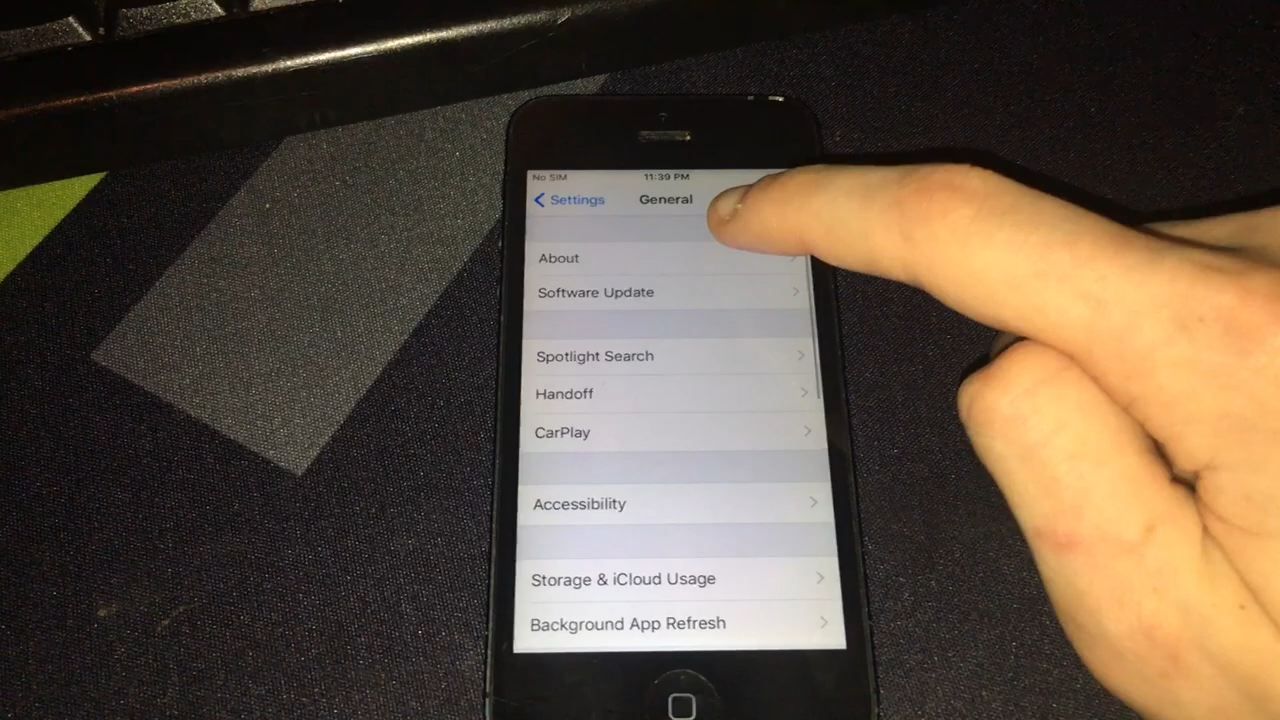 No SIM 11:39 PM
Settings General
About
Software Update
Spotlight Search
Handoff
CarPlay
Accessibility
Storage & iCloud Usage
Background App Refresh